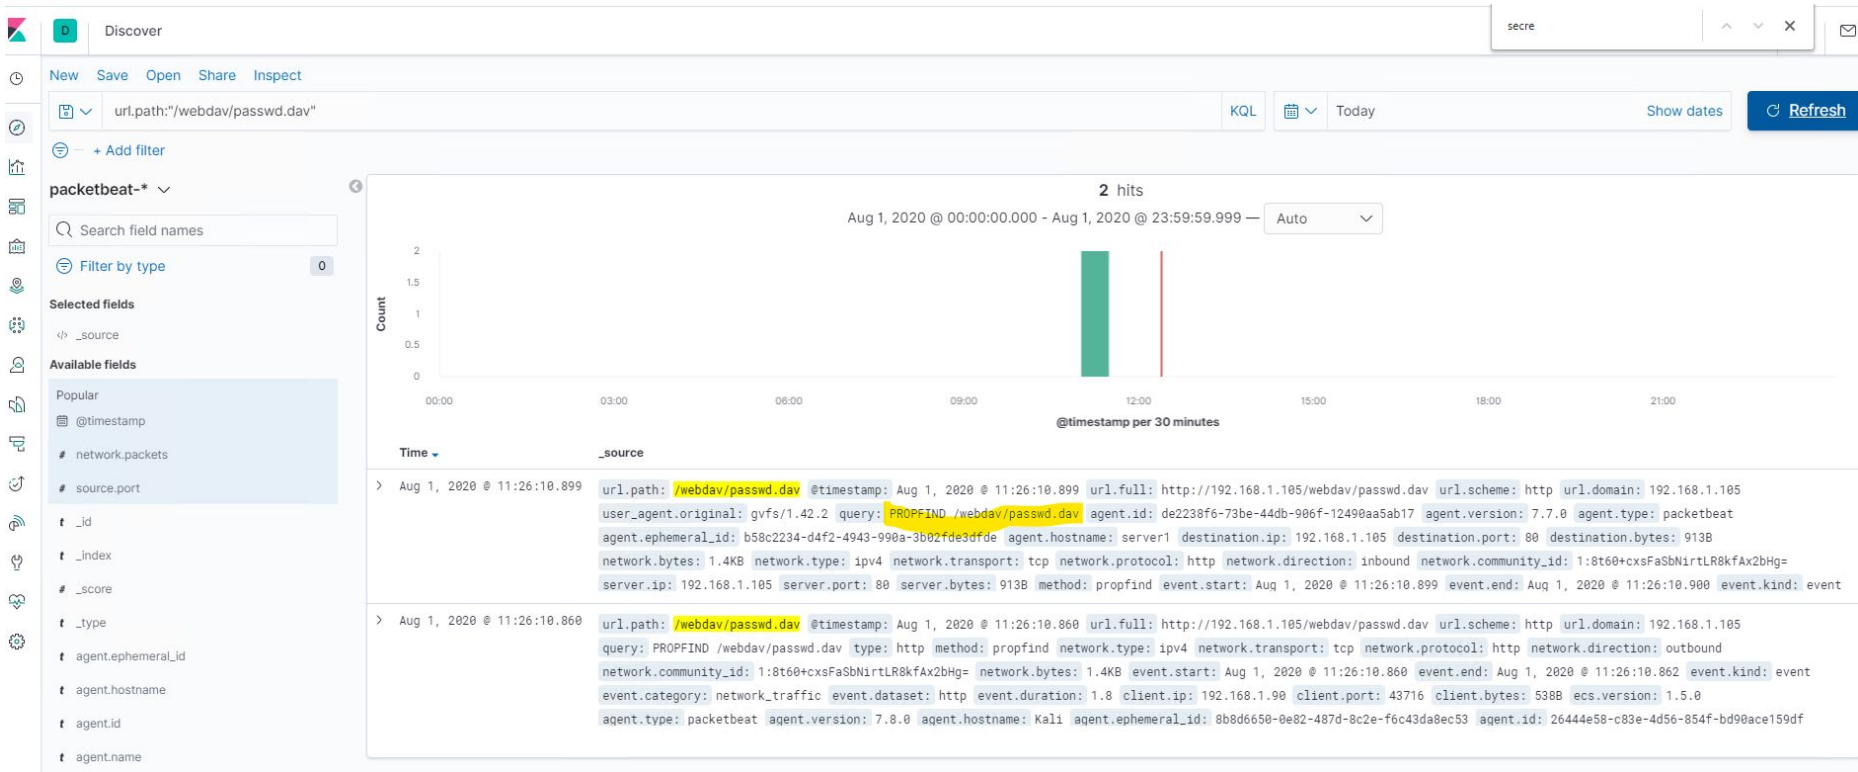 secre
D Discover
New Save Open Share Inspect
url.path:"/webdav/passwd.dav" KQL Today Show dates Refresh
+ Add filter
packetbeat-*
Search field names
Filter by type 0
Selected fields
_source
Available fields
Popular
@timestamp
# network.packets
# source.port
t _id
t _index
# _score
t _type
t agent.ephemeral_id
t agent.hostname
t agent.id
t agent.name
2 hits
Aug 1, 2020 @ 00:00:00.000 - Aug 1, 2020 @ 23:59:59.999 — Auto
Count
2
1.5
1
0.5
0
00:00 03:00 06:00 09:00 12:00 15:00 18:00 21:00
@timestamp per 30 minutes
Time _source
Aug 1, 2020 @ 11:26:10.899 url.path: /webdav/passwd.dav @timestamp: Aug 1, 2020 @ 11:26:10.899 url.full: http://192.168.1.105/webdav/passwd.dav url.scheme: http url.domain: 192.168.1.105
user_agent.original: gvfs/1.42.2 query: PROPFIND /webdav/passwd.dav agent.id: de2238f6-73be-44db-906f-12490aa5ab17 agent.version: 7.7.0 agent.type: packetbeat
agent.ephemeral_id: b58c2234-d4f2-4943-990a-3b02fde3dfde agent.hostname: server1 destination.ip: 192.168.1.105 destination.port: 80 destination.bytes: 913B
network.bytes: 1.4KB network.type: ipv4 network.transport: tcp network.protocol: http network.direction: inbound network.community_id: 1:8t60+cxsFaSbNirtLR8kfAx2bHg=
server.ip: 192.168.1.105 server.port: 80 server.bytes: 913B method: propfind event.start: Aug 1, 2020 @ 11:26:10.899 event.end: Aug 1, 2020 @ 11:26:10.900 event.kind: event
Aug 1, 2020 @ 11:26:10.860 url.path: /webdav/passwd.dav @timestamp: Aug 1, 2020 @ 11:26:10.860 url.full: http://192.168.1.105/webdav/passwd.dav url.scheme: http url.domain: 192.168.1.105
query: PROPFIND /webdav/passwd.dav type: http method: propfind network.type: ipv4 network.transport: tcp network.protocol: http network.direction: outbound
network.community_id: 1:8t60+cxsFaSbNirtLR8kfAx2bHg= network.bytes: 1.4KB event.start: Aug 1, 2020 @ 11:26:10.860 event.end: Aug 1, 2020 @ 11:26:10.862 event.kind: event
event.category: network_traffic event.dataset: http event.duration: 1.8 client.ip: 192.168.1.90 client.port: 43716 client.bytes: 538B ecs.version: 1.5.0
agent.type: packetbeat agent.version: 7.8.0 agent.hostname: Kali agent.ephemeral_id: 8b8d6650-0e82-487d-8c2e-f6c43da8ec53 agent.id: 26444e58-c83e-4d56-854f-bd90ace159df